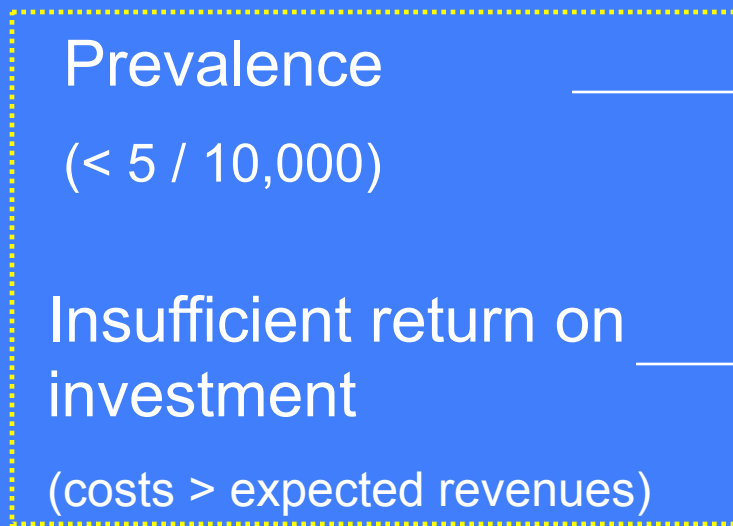 Prevalence
(< 5 / 10,000)
Insufficient return on
investment
(costs > expected revenues)